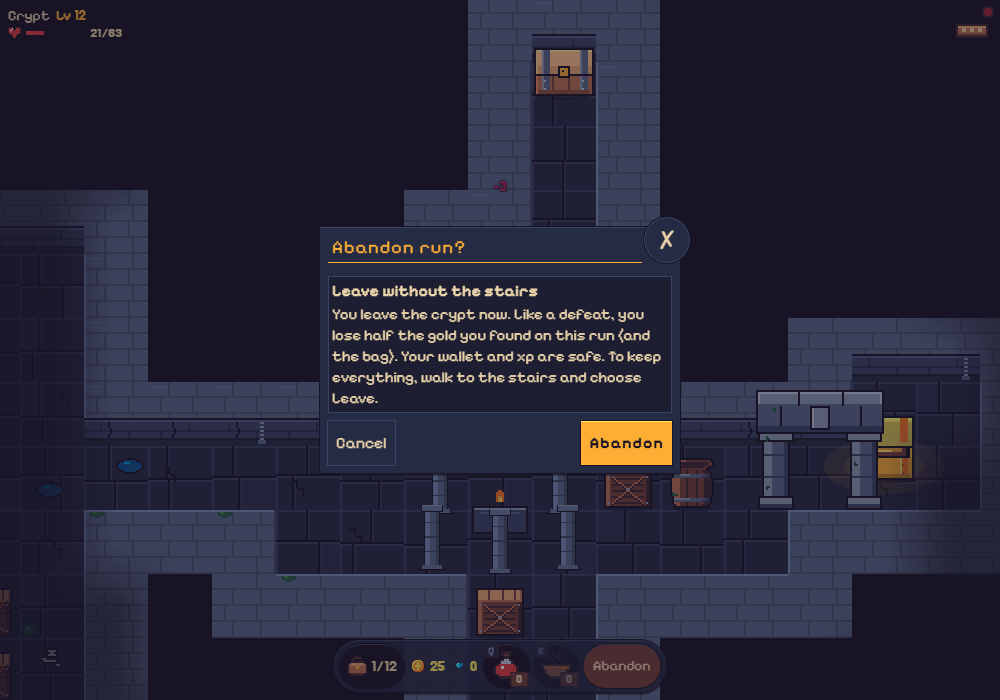 Crypt Lv 12
21/63
-3
Abandon run?
X
Leave without the stairs
You leave the crypt now. Like a defeat, you
lose half the gold you found on this run (and
the bag). Your wallet and xp are safe. To keep
everything, walk to the stairs and choose
Leave.
Cancel
Abandon
1/12
25
0
Q
0
E
0
Abandon